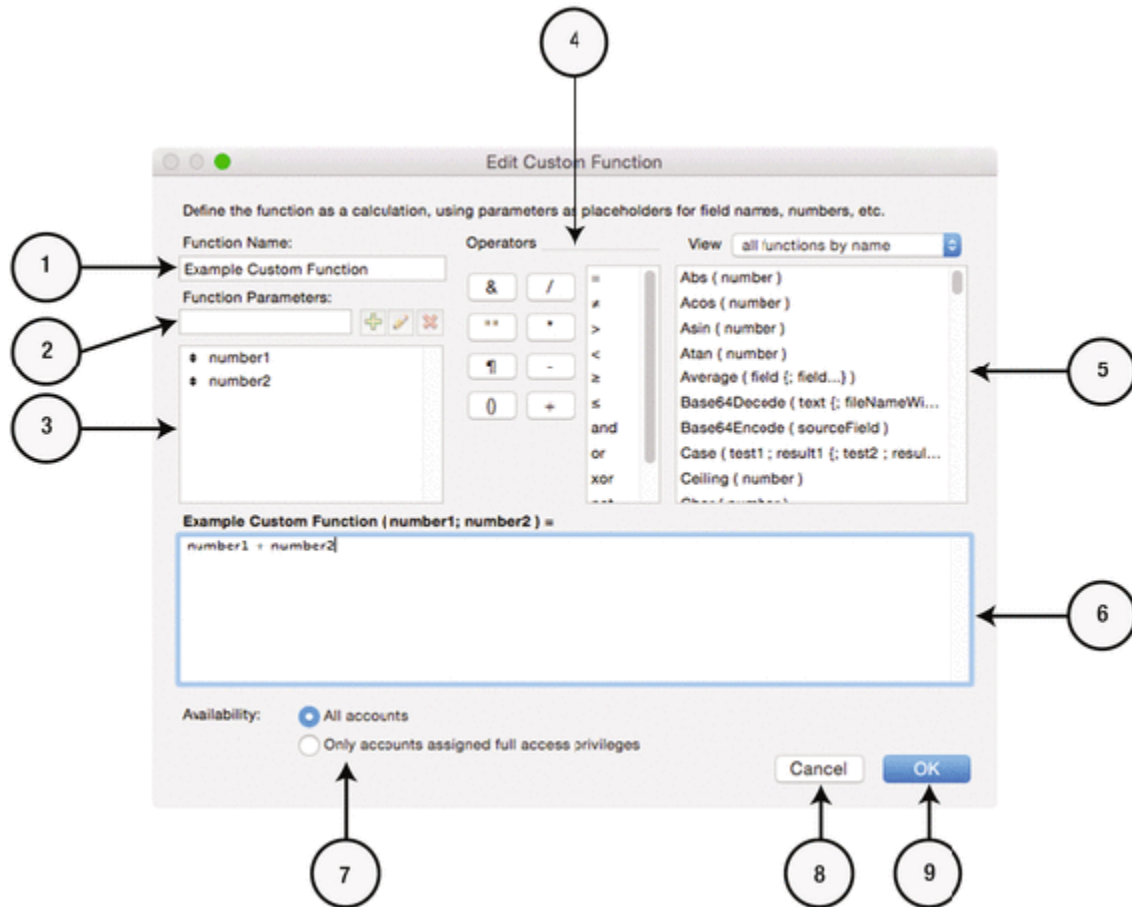 4
Edit Custom Function
Define the function as a calculation, using parameters as placeholders for field names, numbers, etc.
Function Name:
Operators
View all functions by name
1
Example Custom Function
Function Parameters:
2
3
number1
number2
& /
"" *
¶ -
() +
=
≠
>
<
≥
≤
and
or
xor
Abs ( number )
Acos ( number )
Asin ( number )
Atan ( number )
Average ( field {; field...} )
Base64Decode ( text {; fileNameWi...
Base64Encode ( sourceField )
Case ( test1 ; result1 {; test2 ; resul...
Ceiling ( number )
5
Example Custom Function ( number1; number2 ) =
number1 + number2
6
Availability:
All accounts
Only accounts assigned full access privileges
Cancel
OK
7
8
9